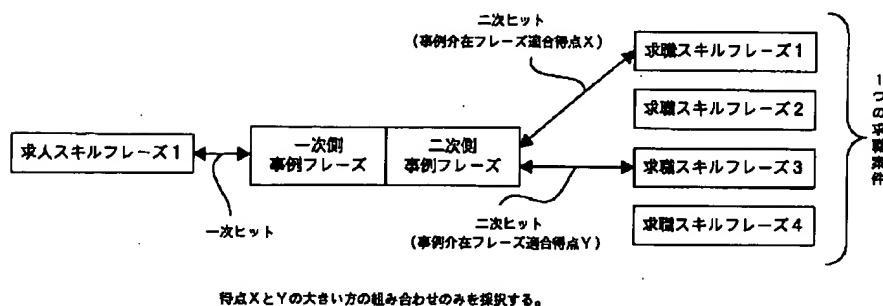 二次ヒット
(事例介在フレーズ適合得点X)
求職スキルフレーズ1
求職スキルフレーズ2
求人スキルフレーズ1
一次側
事例フレーズ
二次側
事例フレーズ
求職スキルフレーズ3
一次ヒット
二次ヒット
(事例介在フレーズ適合得点Y)
求職スキルフレーズ4
1つの求職案件
得点XとYの大きい方の組み合わせのみを採択する。